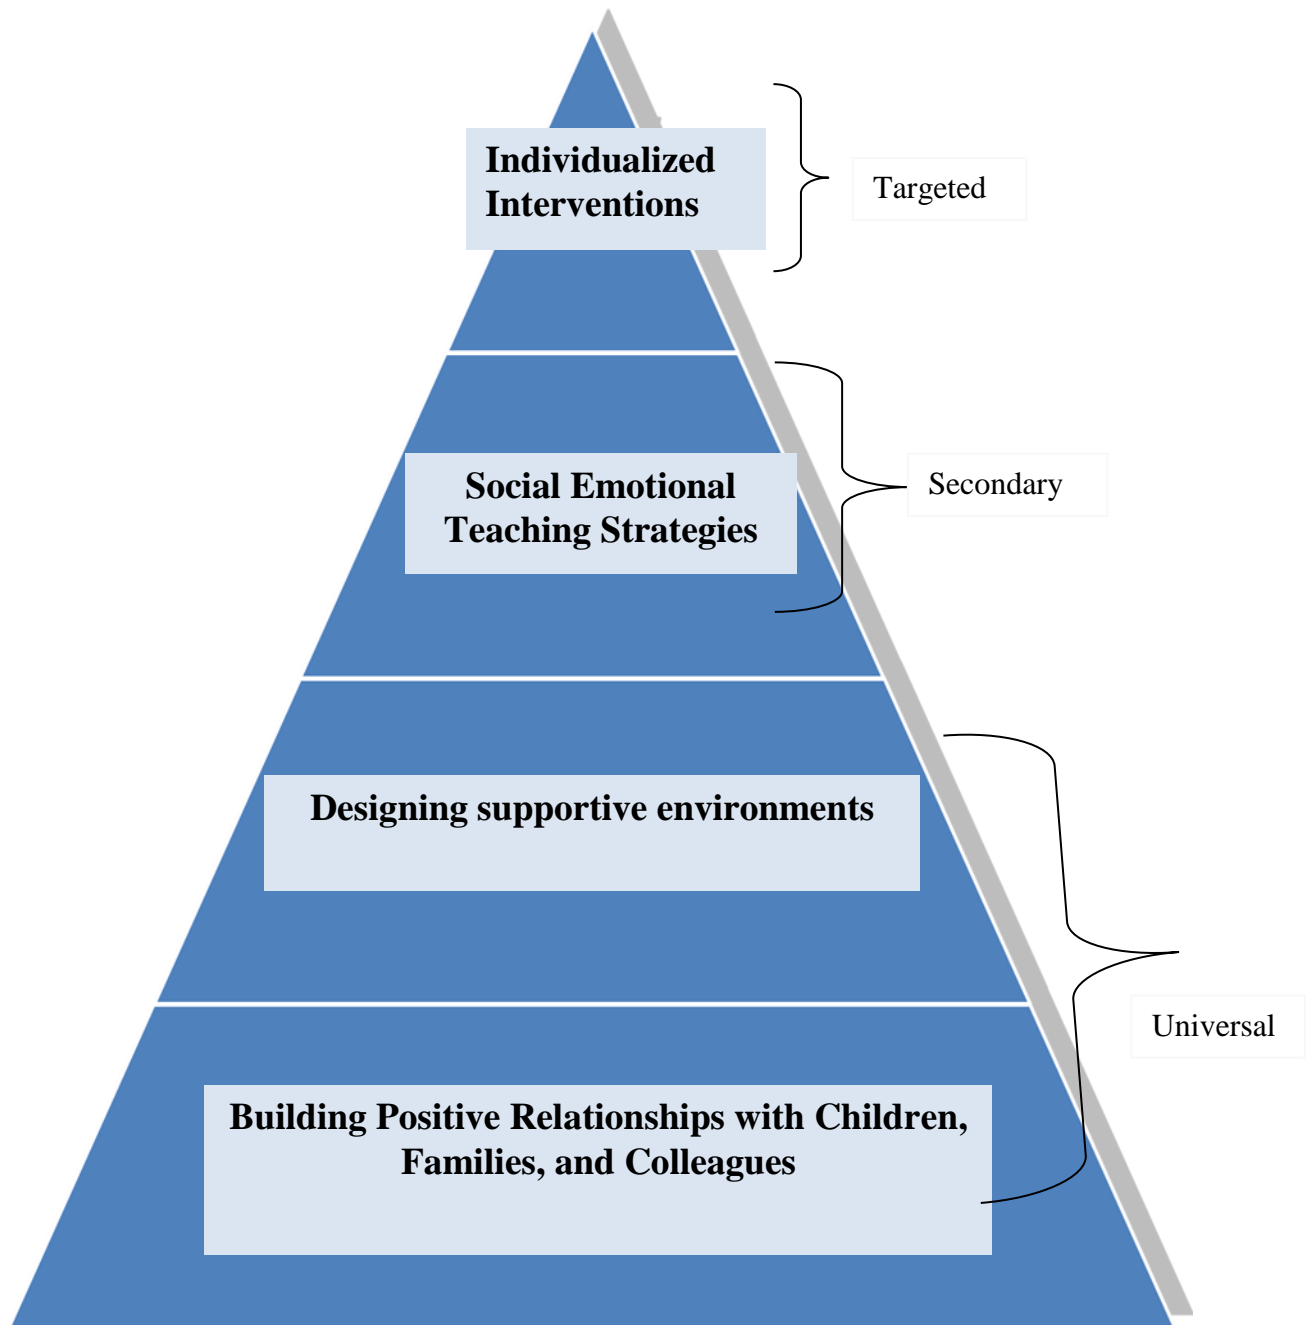 Individualized
Interventions
Targeted
Social Emotional
Teaching Strategies
Secondary
Designing supportive environments
Universal
Building Positive Relationships with Children,
Families, and Colleagues